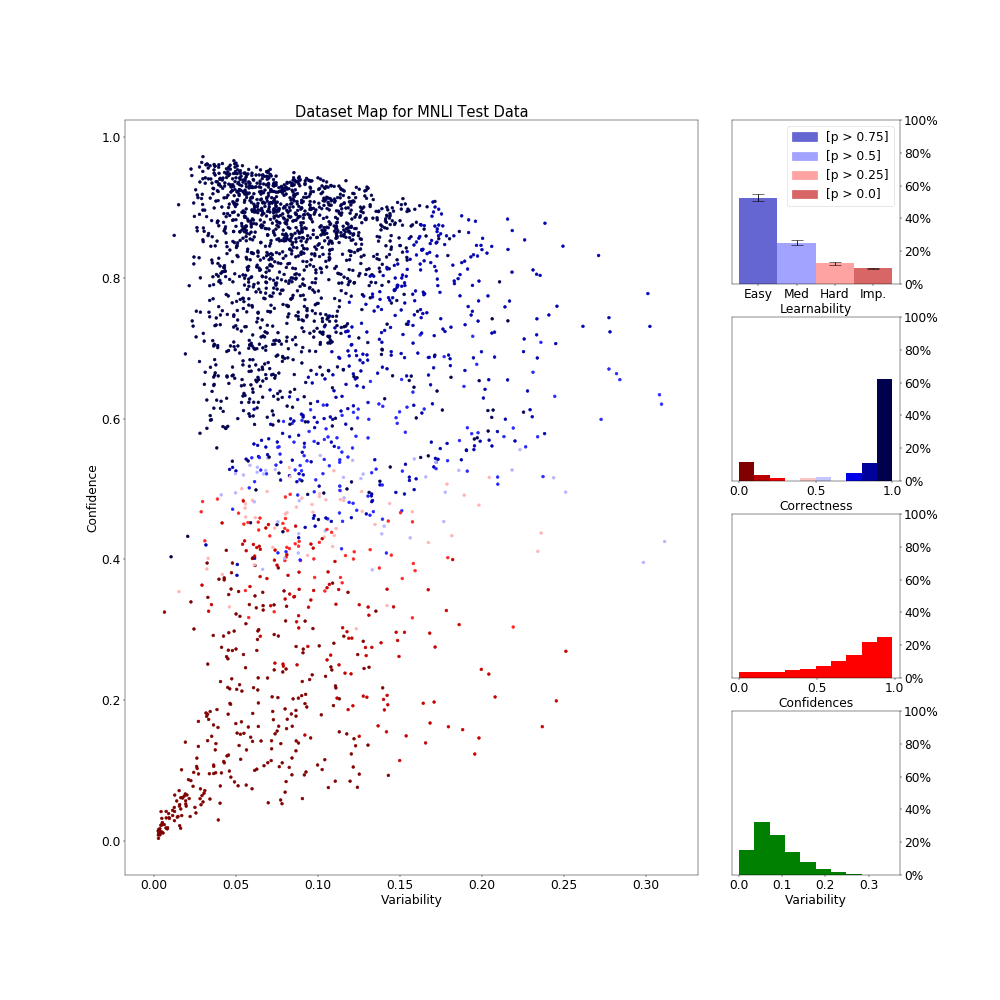 Dataset Map for MNLI Test Data
1.0
0.8
0.6
0.4
0.2
0.0
Confidence
0.00 0.05 0.10 0.15 0.20 0.25 0.30
Variability
[p > 0.75]
[p > 0.5]
[p > 0.25]
[p > 0.0]
100%
80%
60%
40%
20%
0%
Easy Med Hard Imp.
Learnability
100%
80%
60%
40%
20%
0%
0.0 0.5 1.0
Correctness
100%
80%
60%
40%
20%
0%
0.0 0.5 1.0
Confidences
100%
80%
60%
40%
20%
0%
0.0 0.1 0.2 0.3
Variability